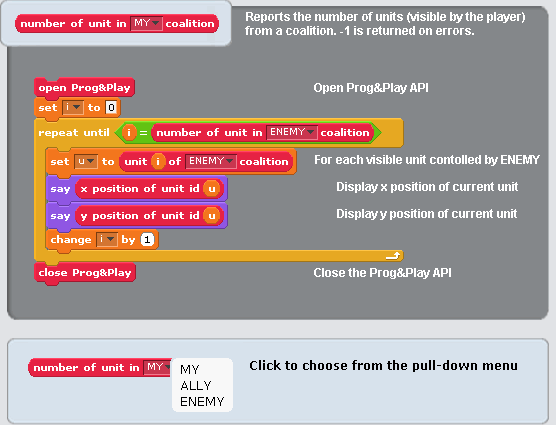 number of unit in MY coalition
Reports the number of units (visible by the player)
from a coalition. -1 is returned on errors.
open Prog&Play Open Prog&Play API
set i to 0
repeat until i = number of unit in ENEMY coalition
set u to unit i of ENEMY coalition For each visible unit contolled by ENEMY
say x position of unit id u Display x position of current unit
say y position of unit id u Display y position of current unit
change i by 1
close Prog&Play Close the Prog&Play API
number of unit in MY Click to choose from the pull-down menu
MY
ALLY
ENEMY